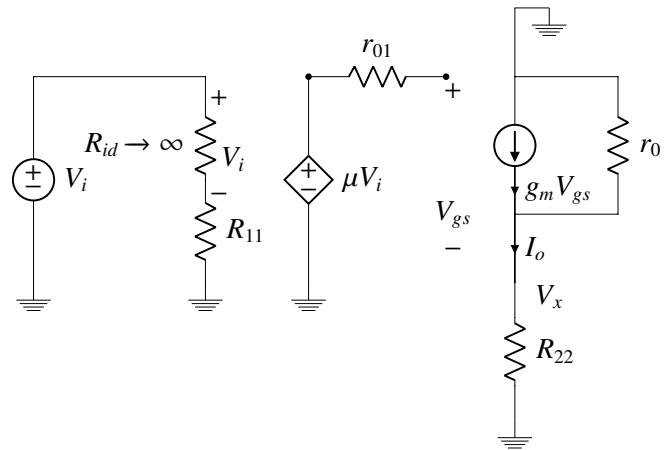 r01
+
+
Rid → ∞
Vi
r0
Vi
+
−
μVi
+
−
−
gmVgs
R11
Vgs
−
Io
Vx
R22